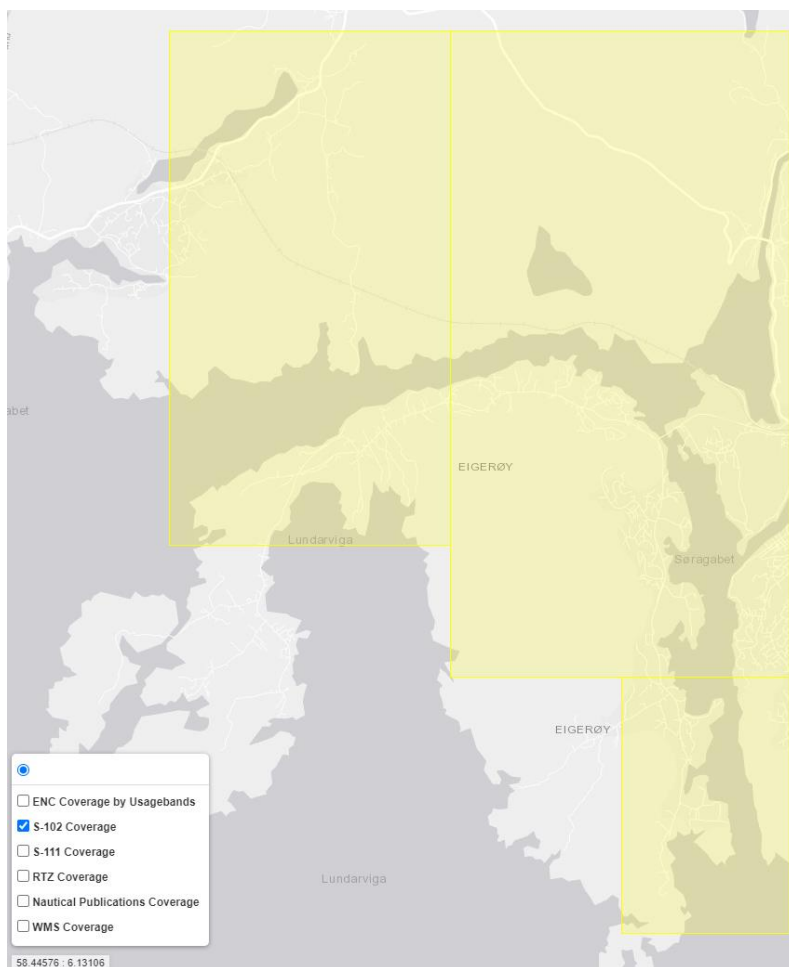 abet
EIGERØY
Lundarviga
Søragabet
EIGERØY
Lundarviga
ENC Coverage by Usagebands
S-102 Coverage
S-111 Coverage
RTZ Coverage
Nautical Publications Coverage
WMS Coverage
58.44576 : 6.13106